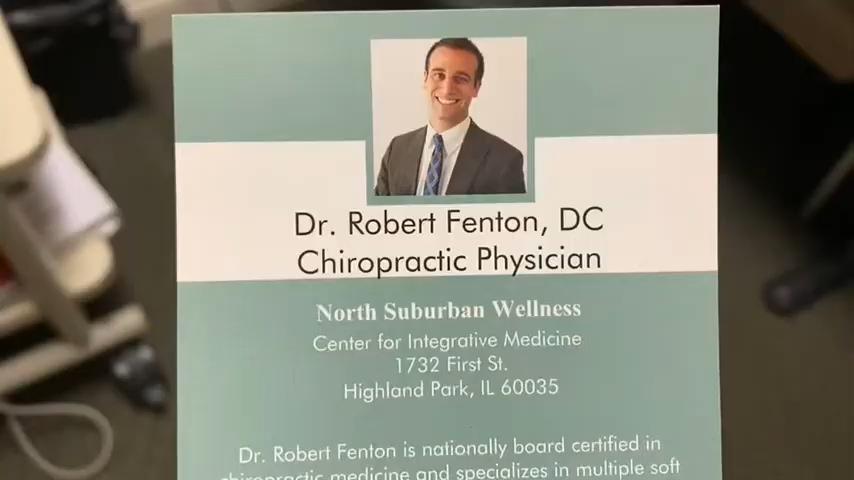 Dr. Robert Fenton, DC
Chiropractic Physician
North Suburban Wellness
Center for Integrative Medicine
1732 First St.
Highland Park, IL 60035
Dr. Robert Fenton is nationally board certified in
chiropractic medicine and specializes in multiple soft